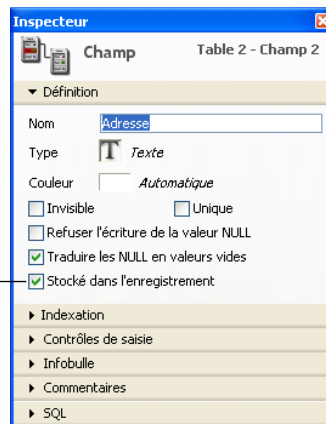 Inspecteur
Champ Table 2 - Champ 2
Définition
Nom Adresse
Type T Texte
Couleur Automatique
Invisible Unique
Refuser l'écriture de la valeur NULL
Traduire les NULL en valeurs vides
Stocké dans l'enregistrement
Indexation
Contrôles de saisie
Infobulle
Commentaires
SQL